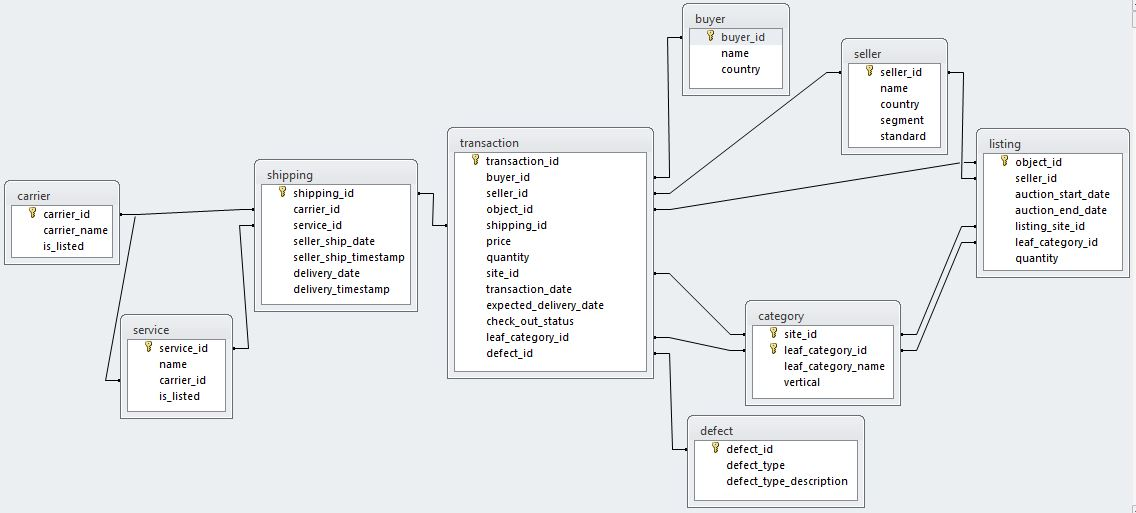 buyer
buyer_id
name
country
seller
seller_id
name
country
segment
standard
listing
object_id
seller_id
auction_start_date
auction_end_date
listing_site_id
leaf_category_id
quantity
transaction
transaction_id
buyer_id
seller_id
object_id
shipping_id
price
quantity
site_id
transaction_date
expected_delivery_date
check_out_status
leaf_category_id
defect_id
shipping
shipping_id
carrier_id
service_id
seller_ship_date
seller_ship_timestamp
delivery_date
delivery_timestamp
carrier
carrier_id
carrier_name
is_listed
service
service_id
name
carrier_id
is_listed
category
site_id
leaf_category_id
leaf_category_name
vertical
defect
defect_id
defect_type
defect_type_description